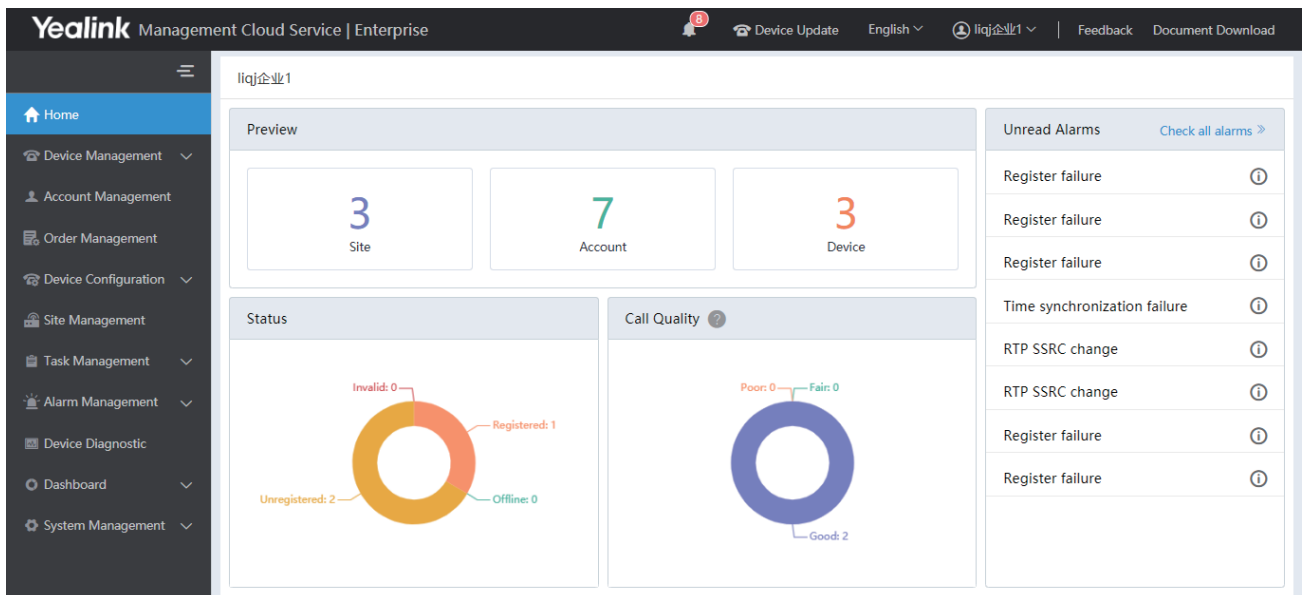 Yealink Management Cloud Service | Enterprise
8
Device Update
English
liqj企业1
Feedback
Document Download
Home
Device Management
Account Management
Order Management
Device Configuration
Site Management
Task Management
Alarm Management
Device Diagnostic
Dashboard
System Management
liqj企业1
Preview
3
Site
7
Account
3
Device
Status
Invalid: 0
Registered: 1
Unregistered: 2
Offline: 0
Call Quality ?
Poor: 0
Fair: 0
Good: 2
Unread Alarms
Check all alarms »
Register failure
Register failure
Register failure
Time synchronization failure
RTP SSRC change
RTP SSRC change
Register failure
Register failure